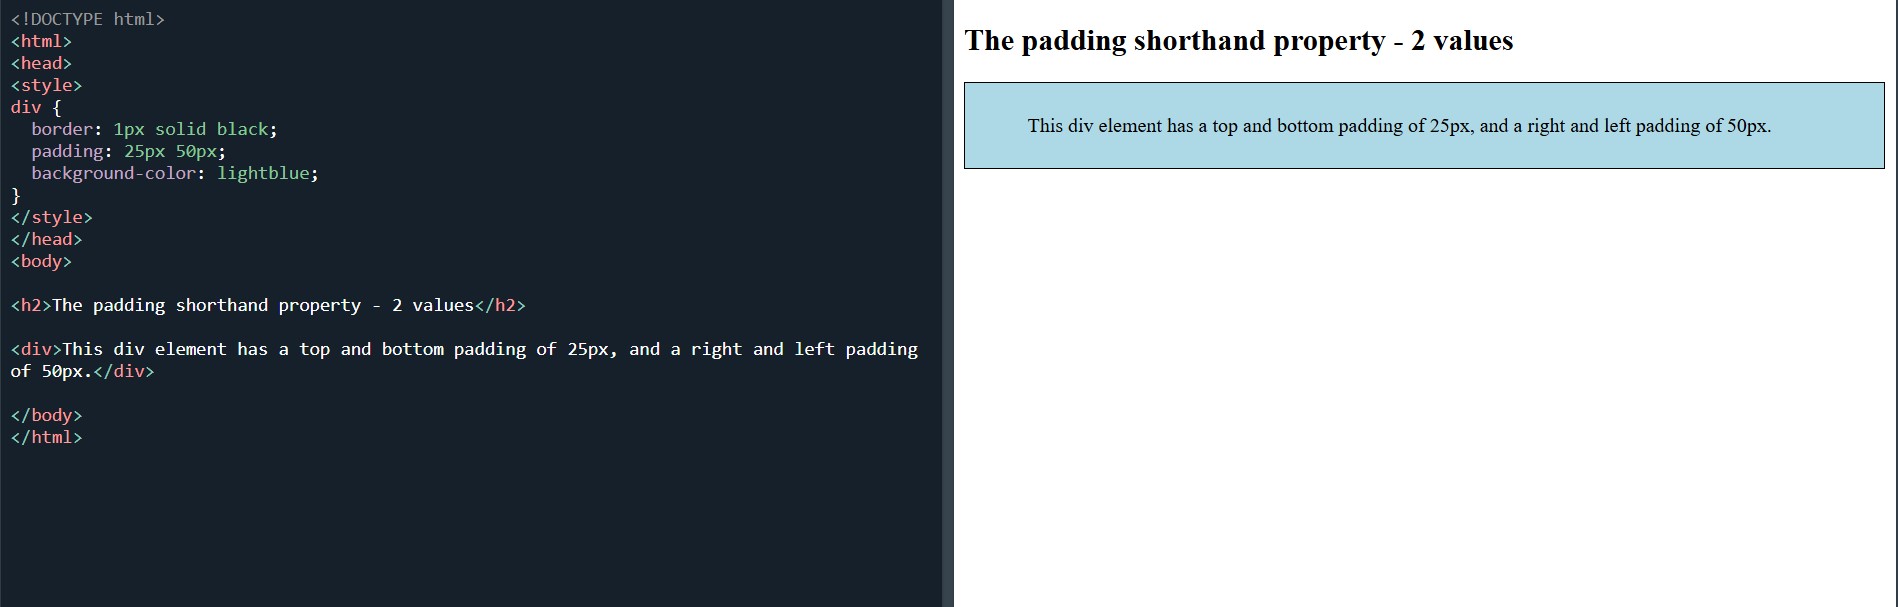 <!DOCTYPE html>
<html>
<head>
<style>
div {
  border: 1px solid black;
  padding: 25px 50px;
  background-color: lightblue;
}
</style>
</head>
<body>

<h2>The padding shorthand property - 2 values</h2>

<div>This div element has a top and bottom padding of 25px, and a right and left padding
of 50px.</div>

</body>
</html>

The padding shorthand property - 2 values
This div element has a top and bottom padding of 25px, and a right and left padding of 50px.